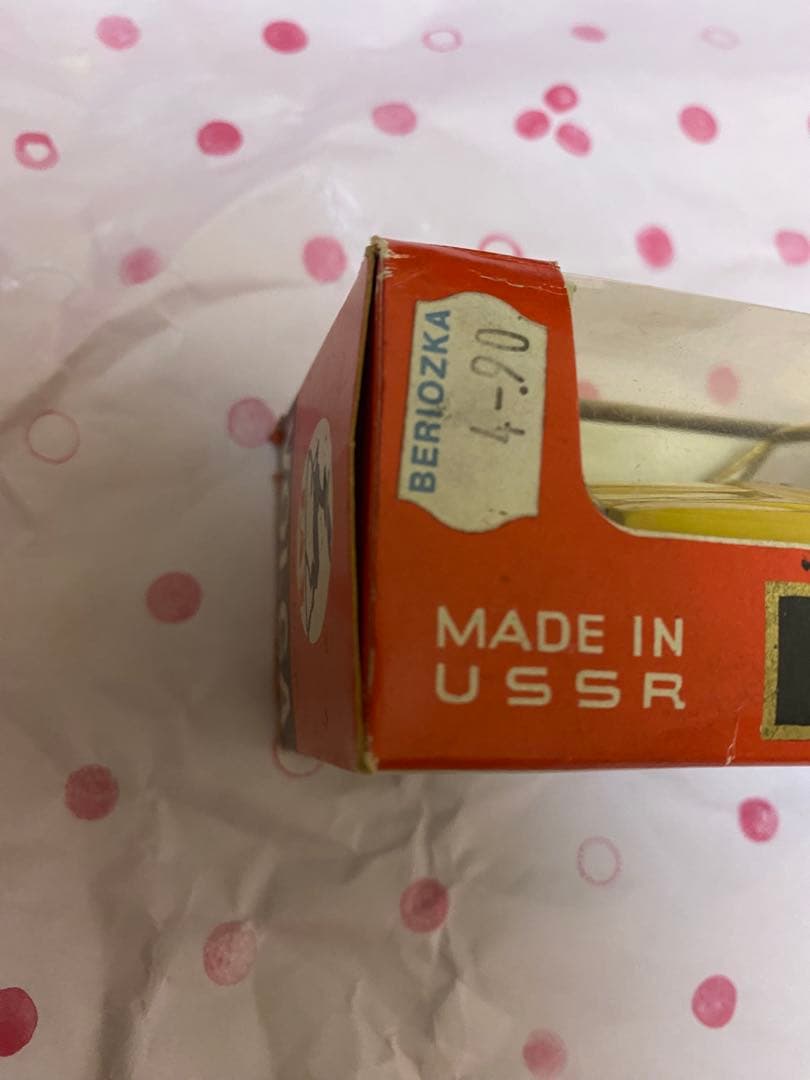 BERIOZKA
4-.90
MADE IN
USSR